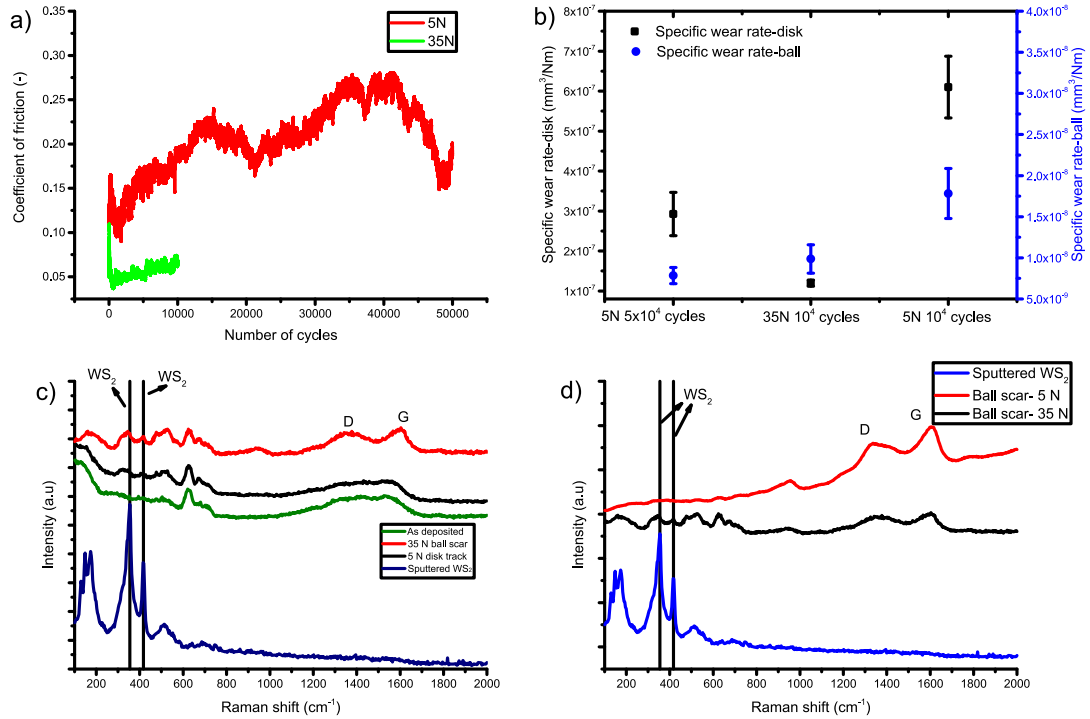 a)
5N
35N
0.35
0.30
0.25
0.20
0.15
0.10
0.05
Coefficient of friction (-)
0
10000
20000
30000
40000
50000
Number of cycles
b)
Specific wear rate-disk
Specific wear rate-ball
8x10⁻⁷
7x10⁻⁷
6x10⁻⁷
5x10⁻⁷
4x10⁻⁷
3x10⁻⁷
2x10⁻⁷
1x10⁻⁷
Specific wear rate-disk (mm³/Nm)
4.0x10⁻⁸
3.5x10⁻⁸
3.0x10⁻⁸
2.5x10⁻⁸
2.0x10⁻⁸
1.5x10⁻⁸
1.0x10⁻⁸
5.0x10⁻⁹
Specific wear rate-ball (mm³/Nm)
5N 5x10⁴ cycles
35N 10⁴ cycles
5N 10⁴ cycles
c)
WS₂
WS₂
D
G
As deposited
35 N ball scar
5 N disk track
Sputtered WS₂
Intensity (a.u)
200
400
600
800
1000
1200
1400
1600
1800
2000
Raman shift (cm⁻¹)
d)
WS₂
Sputtered WS₂
Ball scar- 5 N
Ball scar- 35 N
D
G
Intensity (a.u)
200
400
600
800
1000
1200
1400
1600
1800
2000
Raman shift (cm⁻¹)